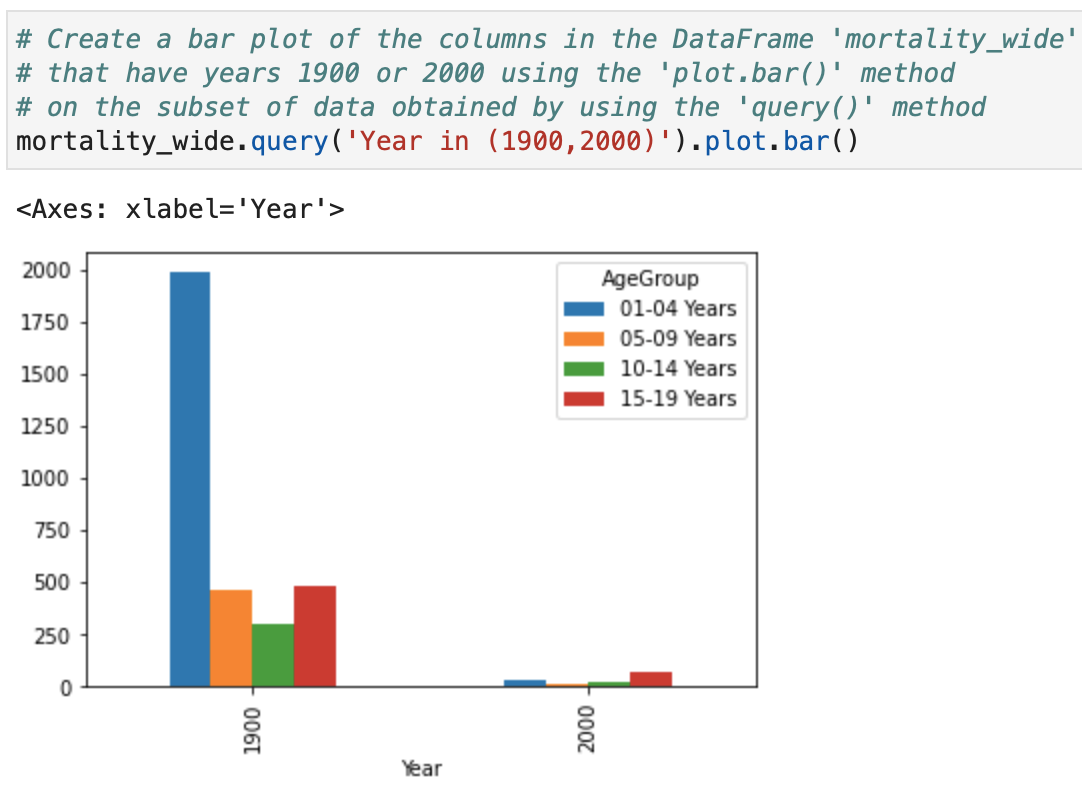 # Create a bar plot of the columns in the DataFrame 'mortality_wide'
# that have years 1900 or 2000 using the 'plot.bar()' method
# on the subset of data obtained by using the 'query()' method
mortality_wide.query('Year in (1900,2000)').plot.bar()
<Axes: xlabel='Year'>
2000
1750
1500
1250
1000
750
500
250
0
AgeGroup
01-04 Years
05-09 Years
10-14 Years
15-19 Years
1900
2000
Year